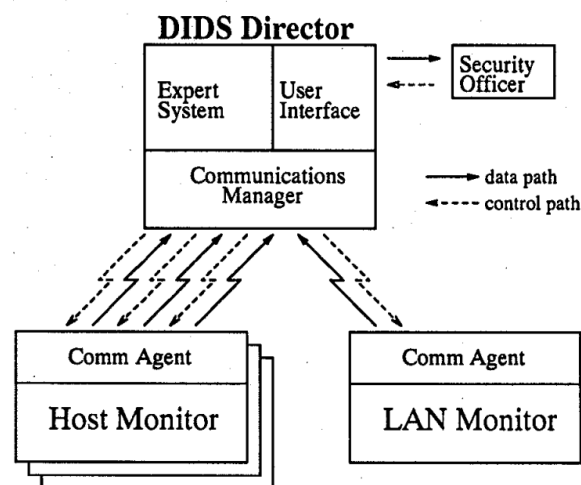 DIDS Director
Expert
System
User
Interface
Security
Officer
Communications
Manager
data path
control path
Comm Agent
Host Monitor
Comm Agent
LAN Monitor